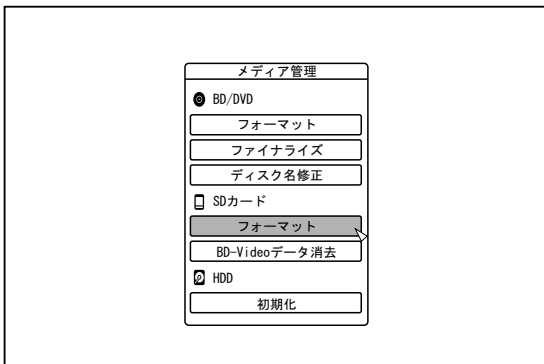 メディア管理
BD/DVD
フォーマット
ファイナライズ
ディスク名修正
SDカード
フォーマット
BD-Videoデータ消去
HDD
初期化